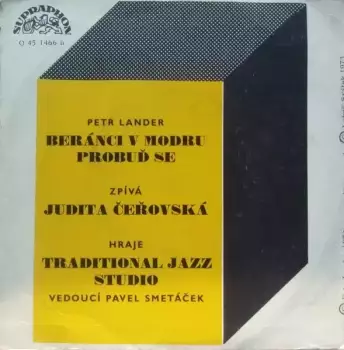 SUPRAPHON
0 45 1466 h
PETR LANDER
BERÁNCI V MODRU
PROBUĎ SE
ZPÍVÁ
JUDITA ČEŘOVSKÁ
HRAJE
TRADITIONAL JAZZ
STUDIO
VEDOUCÍ PAVEL SMETÁČEK